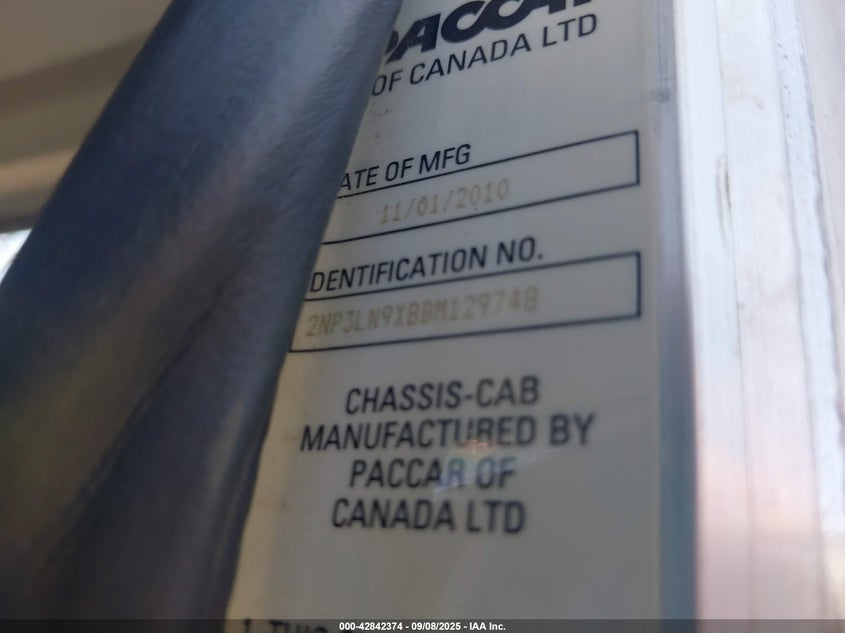 PACCAR
OF CANADA LTD
ATE OF MFG
11/01/2010
DENTIFICATION NO.
2NP3LN9X8BM129748
CHASSIS-CAB
MANUFACTURED BY
PACCAR OF
CANADA LTD
000-42842374 - 09/08/2025 - IAA Inc.